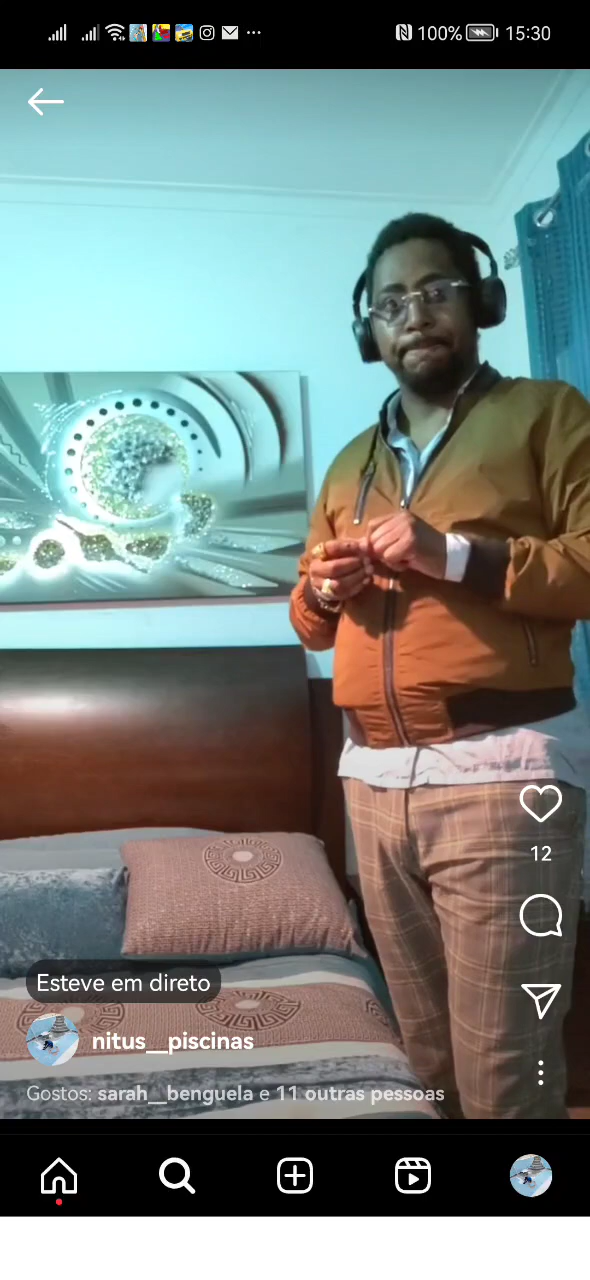 100% 15:30
12
Esteve em direto
nitus__piscinas
Gostos: sarah__benguela e 11 outras pessoas